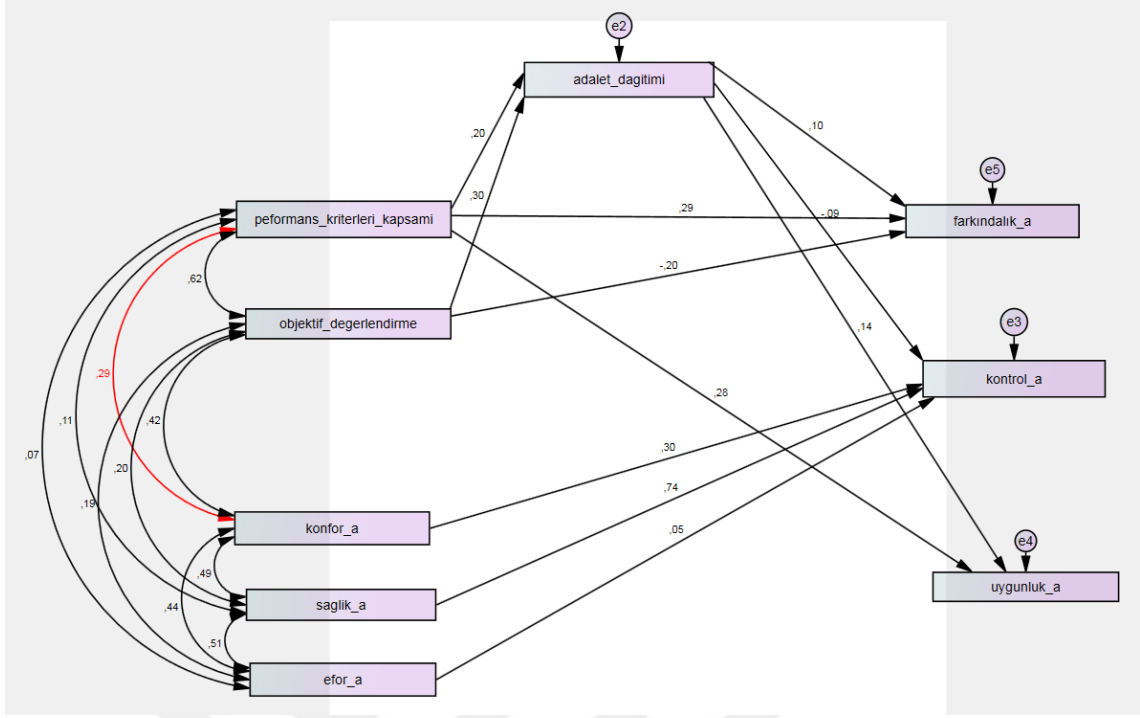 e2
adalet_dagitimi
,20
,10
,30
e5
peformans_kriterleri_kapsami
,29
-,09
farkındalık_a
-,20
,62
objektif_degerlendirme
,14
e3
,29
kontrol_a
,28
,11
,42
,07
,20
,30
,74
,19
,05
konfor_a
e4
,49
uygunluk_a
,44
saglik_a
,51
efor_a